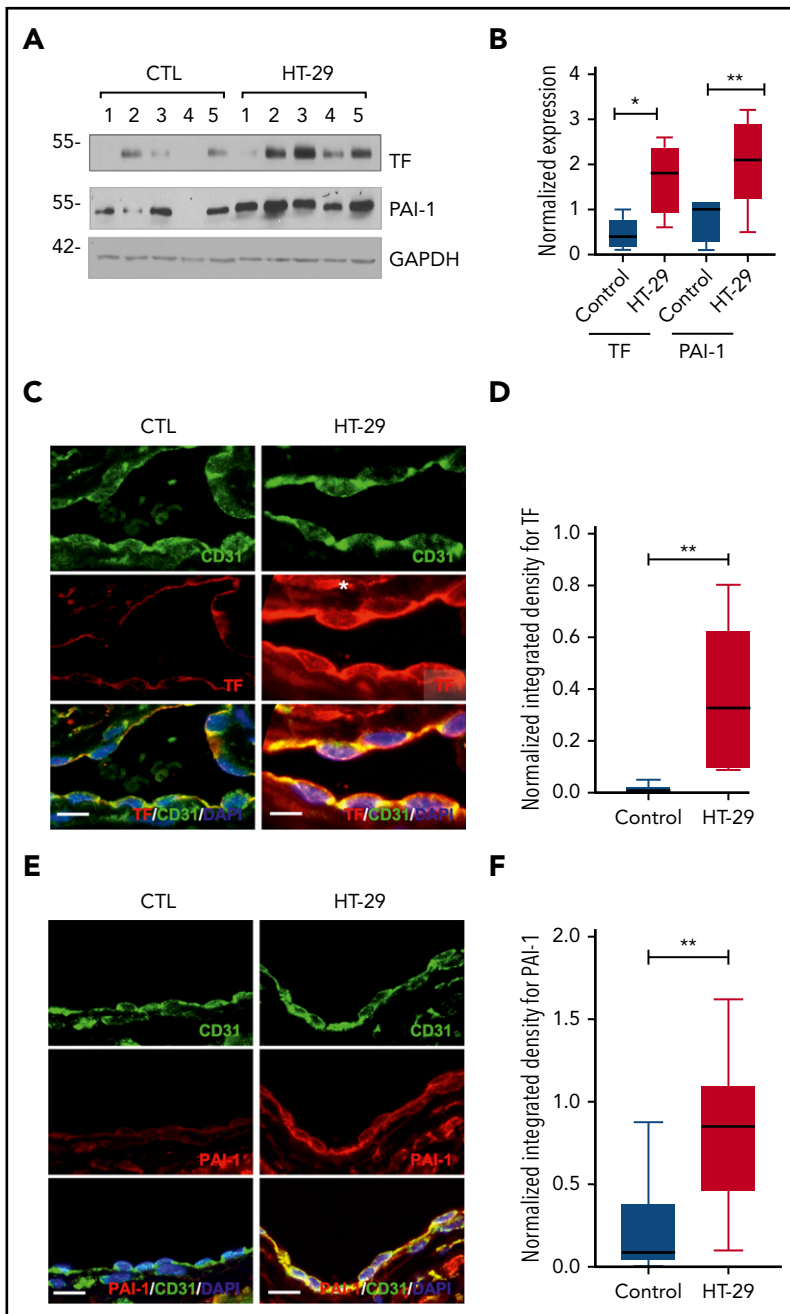 A
CTL HT-29
1 2 3 4 5 1 2 3 4 5
55- TF
55- PAI-1
42- GAPDH
B
Normalized expression
4
3
2
1
0
* **
Control HT-29 Control HT-29
TF PAI-1
C
CTL HT-29
CD31 CD31
*
TF TF
TF/CD31/DAPI TF/CD31/DAPI
D
Normalized integrated density for TF
1.0
0.8
0.6
0.4
0.2
0.0
**
Control HT-29
E
CTL HT-29
CD31 CD31
PAI-1 PAI-1
PAI-1/CD31/DAPI PAI-1/CD31/DAPI
F
Normalized integrated density for PAI-1
2.0
1.5
1.0
0.5
0.0
**
Control HT-29